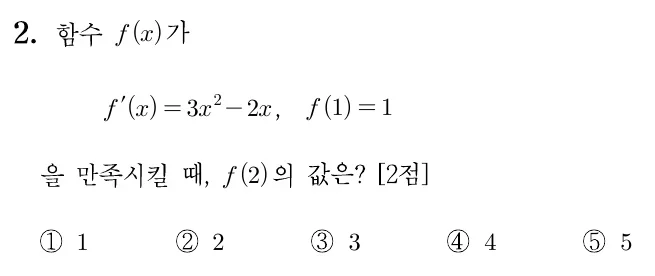 2. 함수 f(x)가
f′(x)=3x²−2x, f(1)=1
을 만족시킬 때, f(2)의 값은? [2점]
① 1 ② 2 ③ 3 ④ 4 ⑤ 5